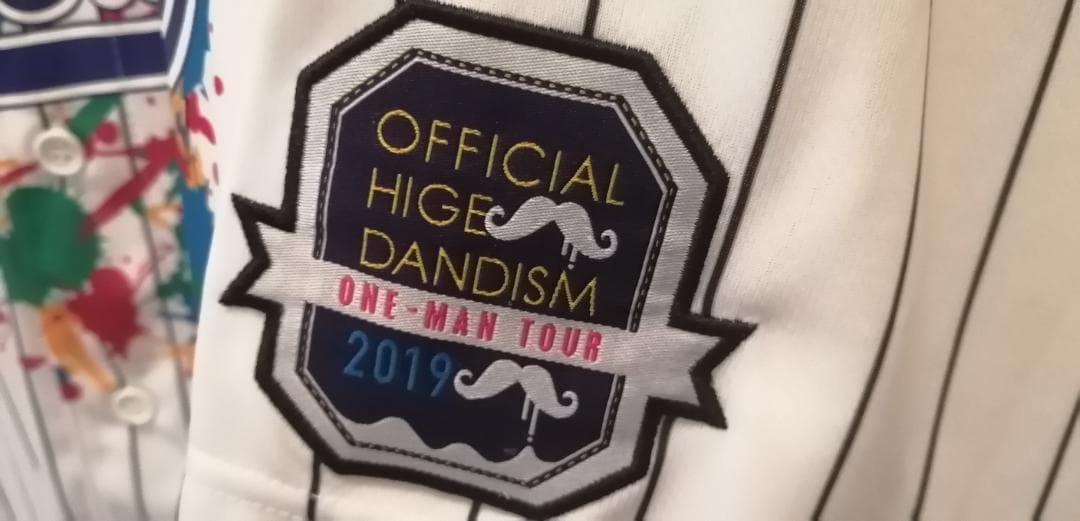 OFFICIAL
HIGE
DANDISM
ONE-MAN TOUR
2019